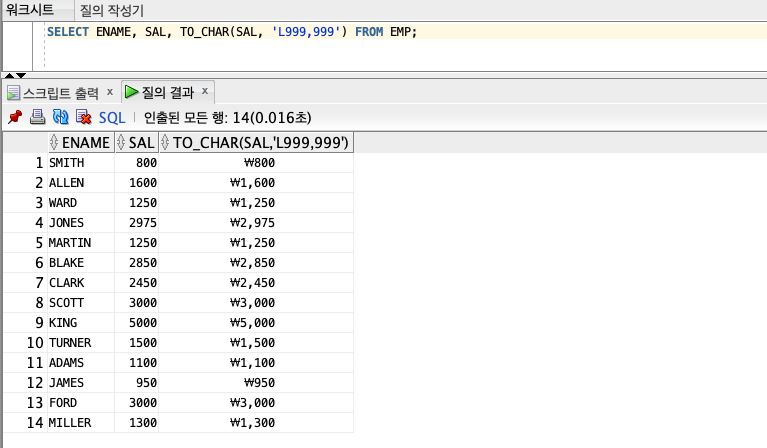 워크시트 질의 작성기
SELECT ENAME, SAL, TO_CHAR(SAL, 'L999,999') FROM EMP;
스크립트 출력 x 질의 결과 x
SQL | 인출된 모든 행: 14(0.016초)
ENAME SAL TO_CHAR(SAL,'L999,999')
1 SMITH 800 ₩800
2 ALLEN 1600 ₩1,600
3 WARD 1250 ₩1,250
4 JONES 2975 ₩2,975
5 MARTIN 1250 ₩1,250
6 BLAKE 2850 ₩2,850
7 CLARK 2450 ₩2,450
8 SCOTT 3000 ₩3,000
9 KING 5000 ₩5,000
10 TURNER 1500 ₩1,500
11 ADAMS 1100 ₩1,100
12 JAMES 950 ₩950
13 FORD 3000 ₩3,000
14 MILLER 1300 ₩1,300